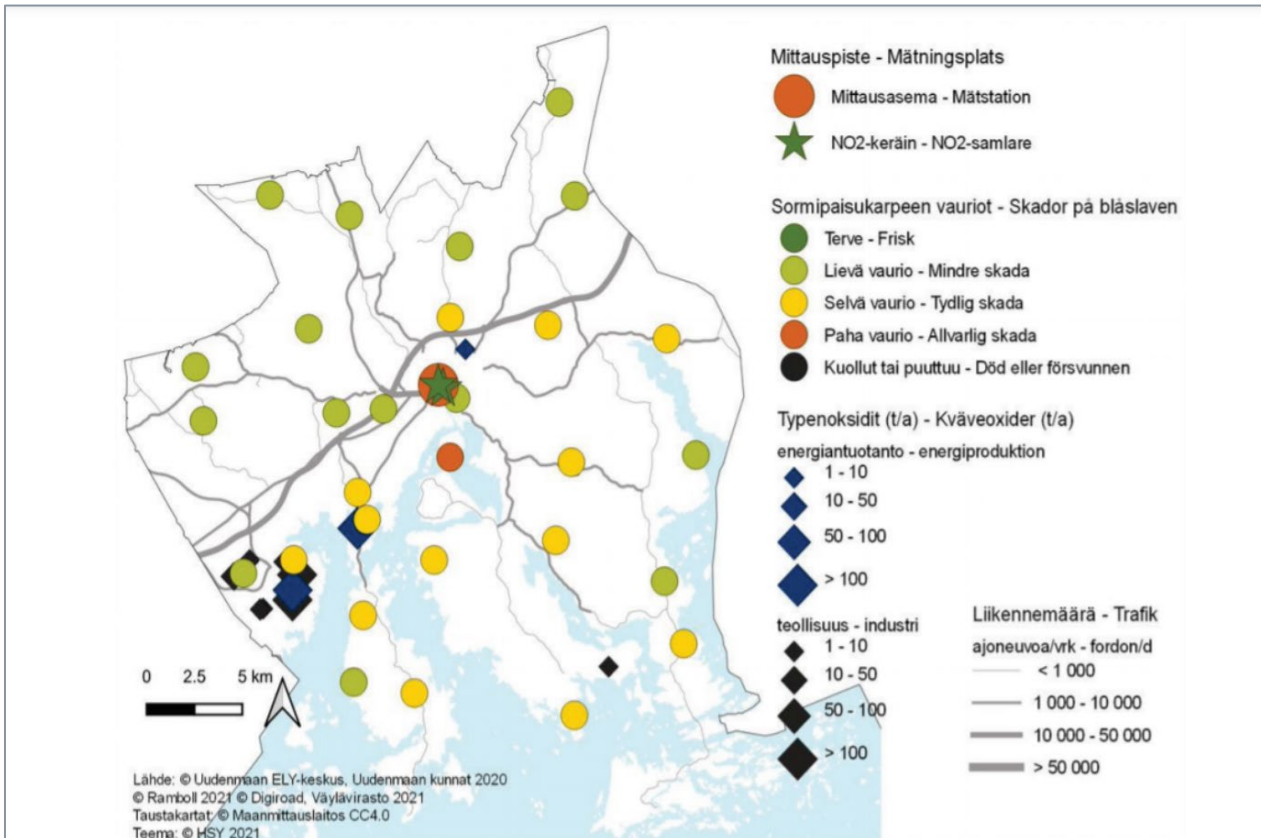 Mittauspiste - Mätningsplats
Mittausasema - Mätstation
NO2-keräin - NO2-samlare
Sormipaisukarpeen vauriot - Skador på blåslaven
Terve - Frisk
Lievä vaurio - Mindre skada
Selvä vaurio - Tydlig skada
Paha vaurio - Allvarlig skada
Kuollut tai puuttuu - Död eller försvunnen
Typenoksidit (t/a) - Kväveoxider (t/a)
energiantuotanto - energiproduktion
1 - 10
10 - 50
50 - 100
> 100
teollisuus - industri
1 - 10
10 - 50
50 - 100
> 100
Liikennemäärä - Trafik
ajoneuvoa/vrk - fordon/d
< 1 000
1 000 - 10 000
10 000 - 50 000
> 50 000
0 2.5 5 km
Lähde: © Uudenmaan ELY-keskus, Uudenmaan kunnat 2020
© Ramboll 2021 © Digiroad, Väylävirasto 2021
Taustakartat: © Maanmittauslaitos CC4.0
Teema: © HSY 2021